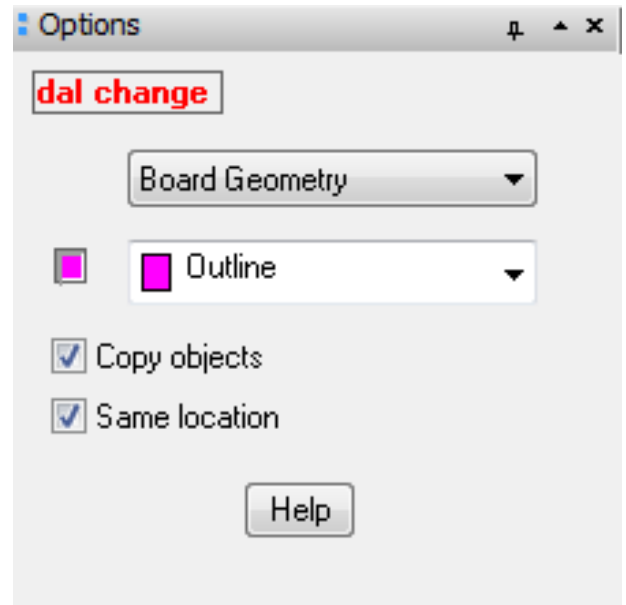 Options
dal change
Board Geometry
Outline
Copy objects
Same location
Help